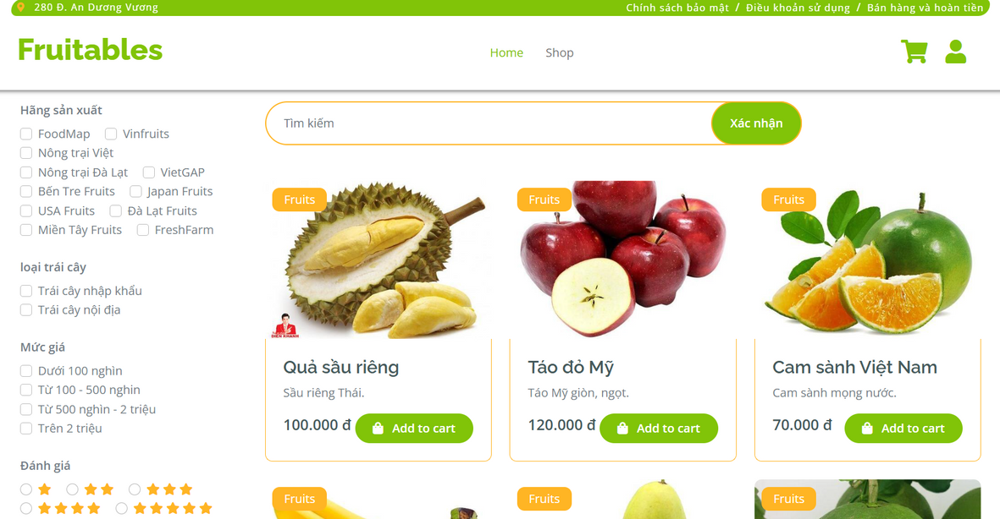 280 Đ. An Dương Vương
Chính sách bảo mật / Điều khoản sử dụng / Bán hàng và hoàn tiền
Fruitables
Home Shop
Hãng sản xuất
FoodMap Vinfruits
Nông trại Việt
Nông trại Đà Lạt VietGAP
Bến Tre Fruits Japan Fruits
USA Fruits Đà Lạt Fruits
Miền Tây Fruits FreshFarm
loại trái cây
Trái cây nhập khẩu
Trái cây nội địa
Mức giá
Dưới 100 nghìn
Từ 100 - 500 nghin
Từ 500 nghìn - 2 triệu
Trên 2 triệu
Đánh giá
Tìm kiếm Xác nhận
Fruits
DIEN KHANH
Quả sầu riêng
Sầu riêng Thái.
100.000 đ Add to cart
Fruits
Táo đỏ Mỹ
Táo Mỹ giòn, ngọt.
120.000 đ Add to cart
Fruits
Cam sành Việt Nam
Cam sành mọng nước.
70.000 đ Add to cart
Fruits
Fruits
Fruits